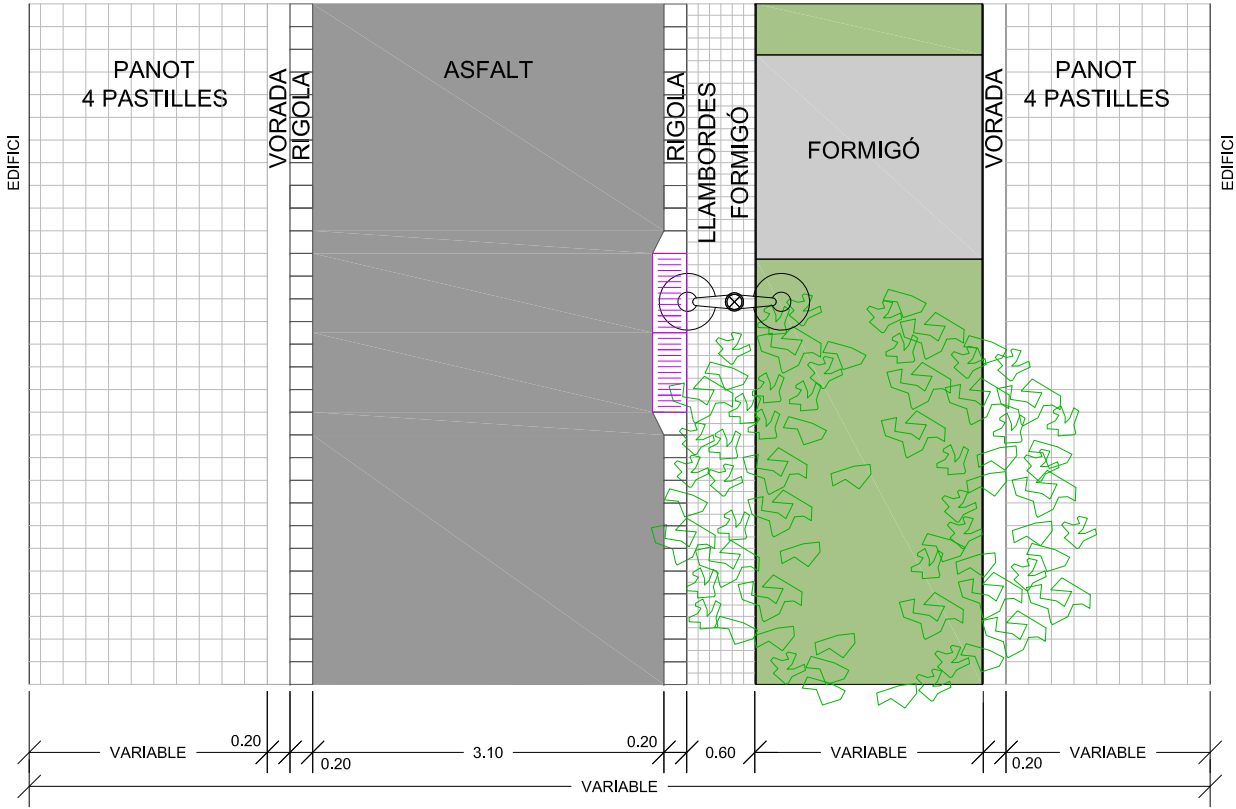 PANOT
4 PASTILLES
VORADA
RIGOLA
ASFALT
RIGOLA
LLAMBORDES
FORMIGÓ
FORMIGÓ
VORADA
PANOT
4 PASTILLES
EDIFICI
EDIFICI
VARIABLE
0.20
0.20
3.10
0.20
0.60
VARIABLE
0.20
VARIABLE
VARIABLE